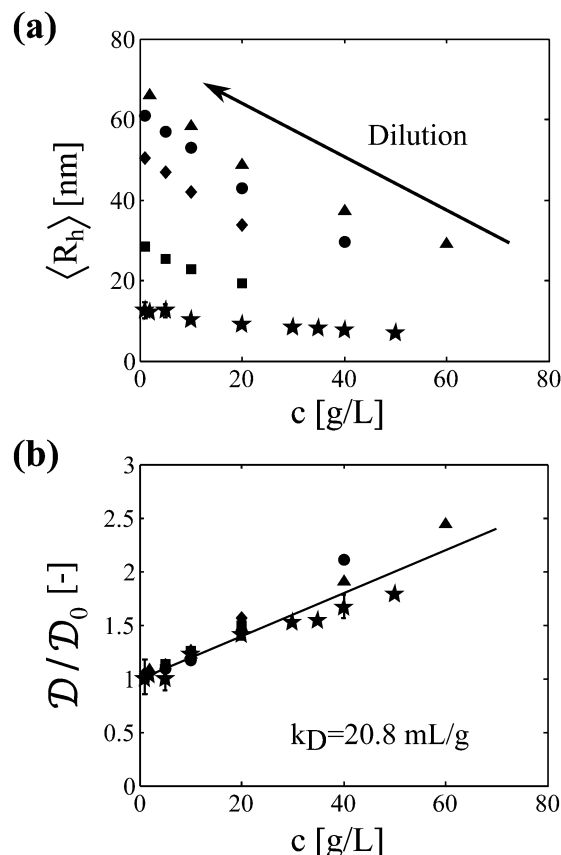 (a)
80
60
40
20
0
⟨R_h⟩ [nm]
Dilution
0 20 40 60 80
c [g/L]
(b)
3
2.5
2
1.5
1
0.5
0
𝒟/𝒟_0 [-]
k_D=20.8 mL/g
0 20 40 60 80
c [g/L]